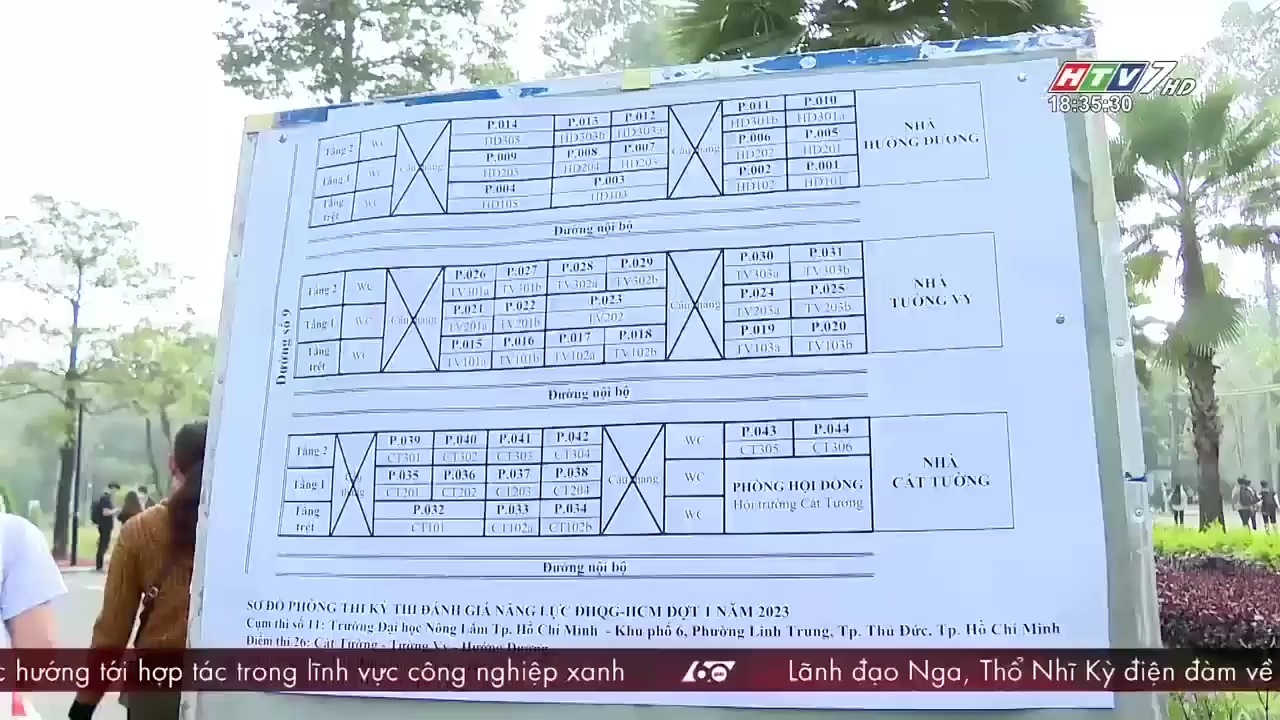 HTV7 HD
18:35:30
P.014 P.013 P.012 P.011 P.010
Tầng 2 WC HD305 HD303b HD303a HD301b HD301a
P.009 P.008 P.007 P.006 P.005
Tầng 1 WC Cầu thang HD205 HD204 HD203 Cầu thang HD202 HD201
P.004 P.003 P.002 P.001
Tầng trệt WC HD105 HD103 HD102 HD101
NHÀ
HƯỚNG DƯƠNG
Đường nội bộ
Đường số 9
P.026 P.027 P.028 P.029 P.030 P.031
Tầng 2 WC TV301a TV301b TV302a TV302b TV303a TV303b
P.021 P.022 P.023 P.024 P.025
Tầng 1 WC Cầu thang TV201a TV201b TV202 Cầu thang TV203a TV203b
P.015 P.016 P.017 P.018 P.019 P.020
Tầng trệt WC TV101a TV101b TV102a TV102b TV103a TV103b
NHÀ
TƯỜNG VY
Đường nội bộ
P.039 P.040 P.041 P.042 P.043 P.044
Tầng 2 CT301 CT302 CT303 CT304 WC CT305 CT306
P.035 P.036 P.037 P.038
Tầng 1 CT201 CT202 CT203 CT204 Cầu thang WC
P.032 P.033 P.034
Tầng trệt CT101 CT102a CT102b WC
PHÒNG HỘI ĐỒNG
Hội trường Cát Tường
NHÀ
CÁT TƯỜNG
Đường nội bộ
SƠ ĐỒ PHÒNG THI KỲ THI ĐÁNH GIÁ NĂNG LỰC ĐHQG-HCM ĐỢT 1 NĂM 2023
Cụm thi số 11: Trường Đại học Nông Lâm Tp. Hồ Chí Minh - Khu phố 6, Phường Linh Trung, Tp. Thủ Đức, Tp. Hồ Chí Minh
Điểm thi 26: Cát Tường - Tường Vy - Hướng Dương
hướng tới hợp tác trong lĩnh vực công nghiệp xanh 60 Lãnh đạo Nga, Thổ Nhĩ Kỳ điện đàm về